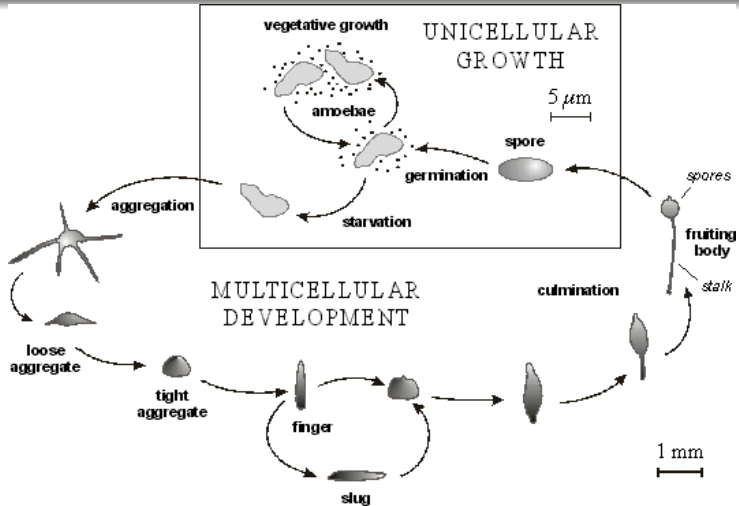 vegetative growth
UNICELLULAR
GROWTH
5 µm
amoebae
spore
germination
starvation
aggregation
spores
fruiting
body
stalk
MULTICELLULAR
DEVELOPMENT
culmination
loose
aggregate
tight
aggregate
finger
slug
1 mm